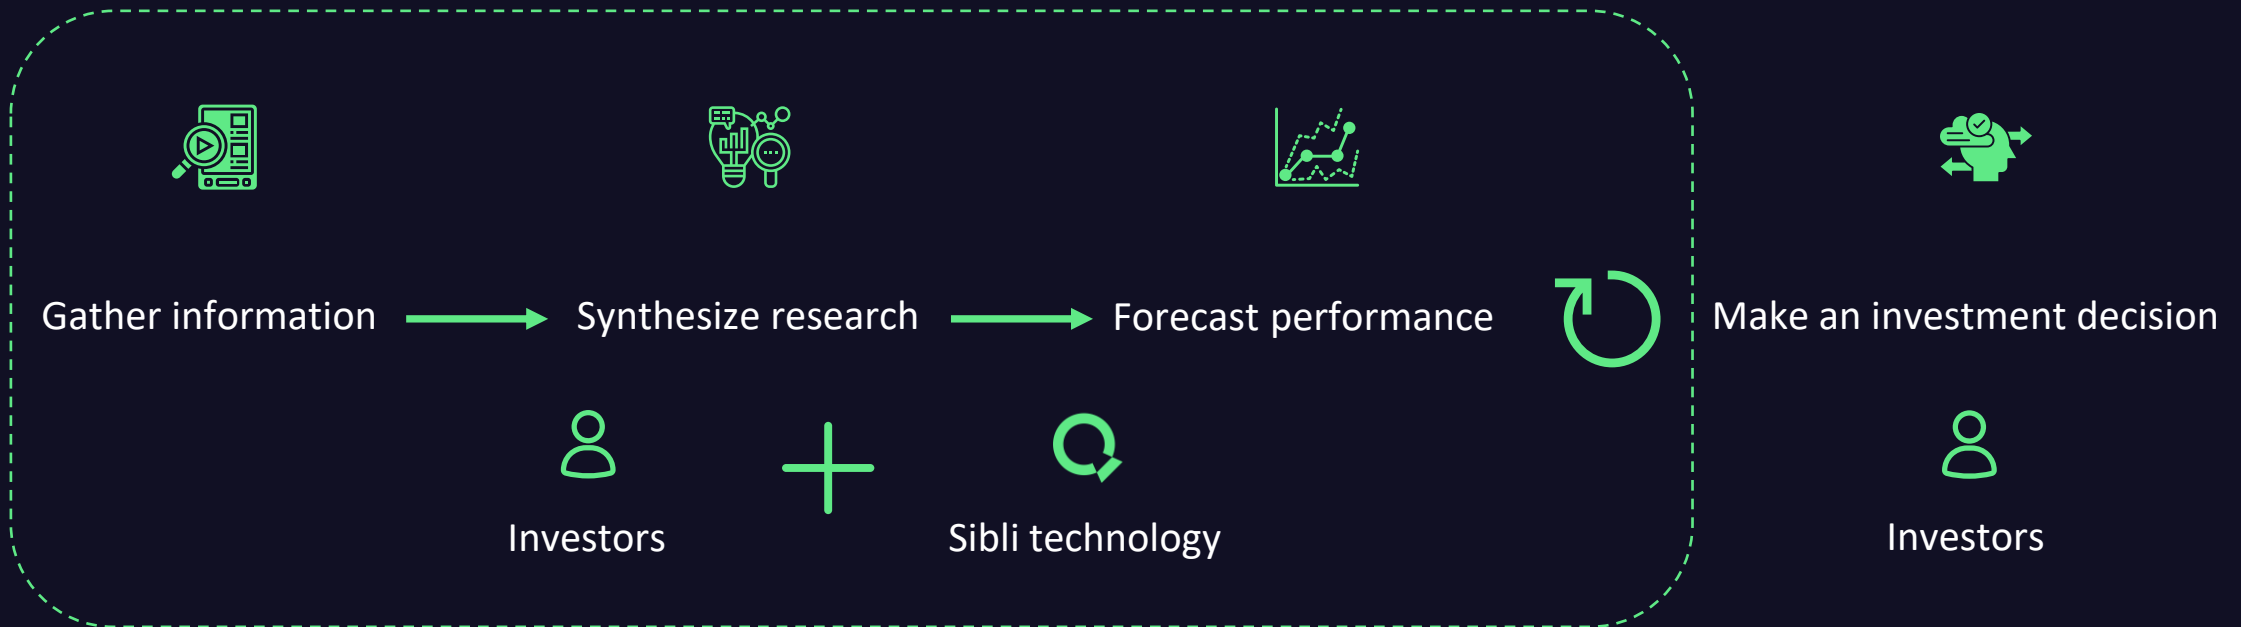 Gather information
Synthesize research
Forecast performance
Make an investment decision
Investors
Sibli technology
Investors